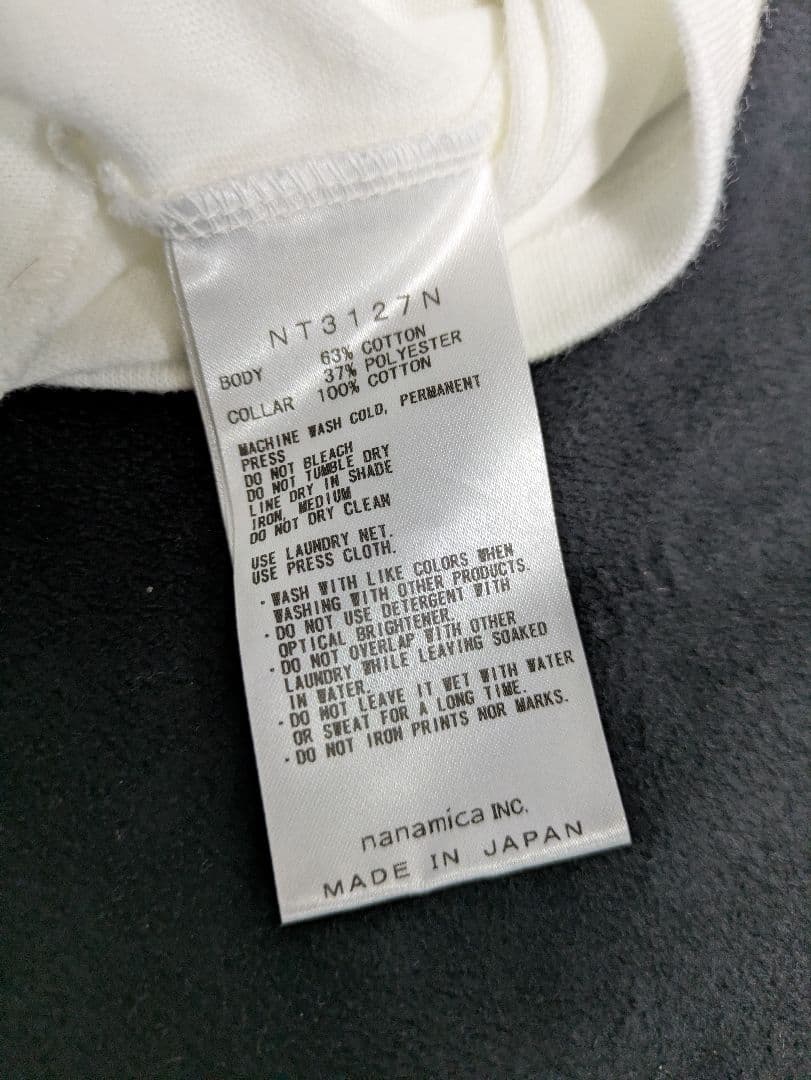 NT3127N
BODY 63% COTTON
37% POLYESTER
COLLAR 100% COTTON
MACHINE WASH COLD, PERMANENT
PRESS
DO NOT BLEACH
DO NOT TUMBLE DRY
LINE DRY IN SHADE
IRON, MEDIUM
DO NOT DRY CLEAN
USE LAUNDRY NET.
USE PRESS CLOTH.
・WASH WITH LIKE COLORS WHEN
WASHING WITH OTHER PRODUCTS.
・DO NOT USE DETERGENT WITH
OPTICAL BRIGHTENER.
・DO NOT OVERLAP WITH OTHER
LAUNDRY WHILE LEAVING SOAKED
IN WATER.
・DO NOT LEAVE IT WET WITH WATER
OR SWEAT FOR A LONG TIME.
・DO NOT IRON PRINTS NOR MARKS.
nanamica INC.
MADE IN JAPAN